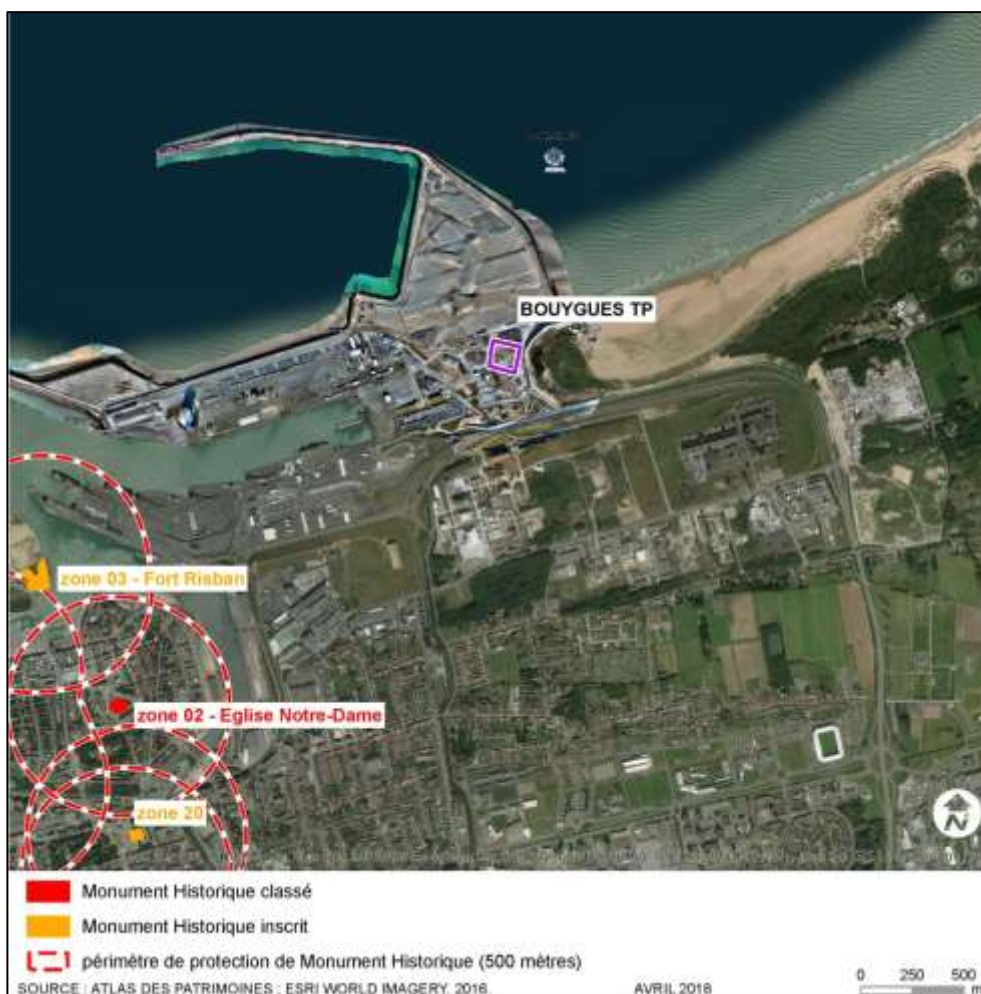 BOUYGUES TP
zone 03 - Fort Risban
zone 02 - Eglise Notre-Dame
zone 20
N
Monument Historique classé
Monument Historique inscrit
périmètre de protection de Monument Historique (500 mètres)
SOURCE : ATLAS DES PATRIMOINES ; ESRI WORLD IMAGERY, 2016.
AVRIL 2018
0 250 500
m